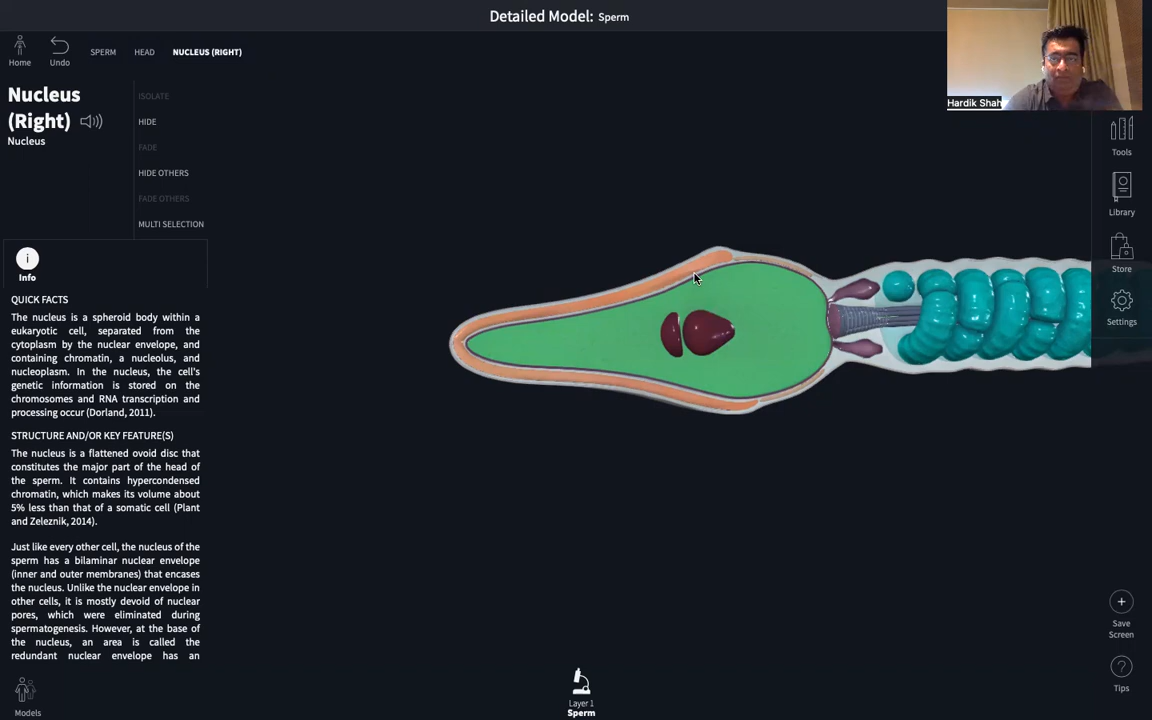 Detailed Model: Sperm
Home
Undo
SPERM
HEAD
NUCLEUS (RIGHT)
Hardik Shah
Nucleus
(Right)
Nucleus
ISOLATE
HIDE
FADE
HIDE OTHERS
FADE OTHERS
MULTI SELECTION
i
Info
QUICK FACTS
The nucleus is a spheroid body within a
eukaryotic cell, separated from the
cytoplasm by the nuclear envelope, and
containing chromatin, a nucleolus, and
nucleoplasm. In the nucleus, the cell's
genetic information is stored on the
chromosomes and RNA transcription and
processing occur (Dorland, 2011).
STRUCTURE AND/OR KEY FEATURE(S)
The nucleus is a flattened ovoid disc that
constitutes the major part of the head of
the sperm. It contains hypercondensed
chromatin, which makes its volume about
5% less than that of a somatic cell (Plant
and Zeleznik, 2014).
Just like every other cell, the nucleus of the
sperm has a bilaminar nuclear envelope
(inner and outer membranes) that encases
the nucleus. Unlike the nuclear envelope in
other cells, it is mostly devoid of nuclear
pores, which were eliminated during
spermatogenesis. However, at the base of
the nucleus, an area is called the
redundant nuclear envelope has an
Tools
Library
Store
Settings
+
Save
Screen
?
Tips
Models
Layer 1
Sperm